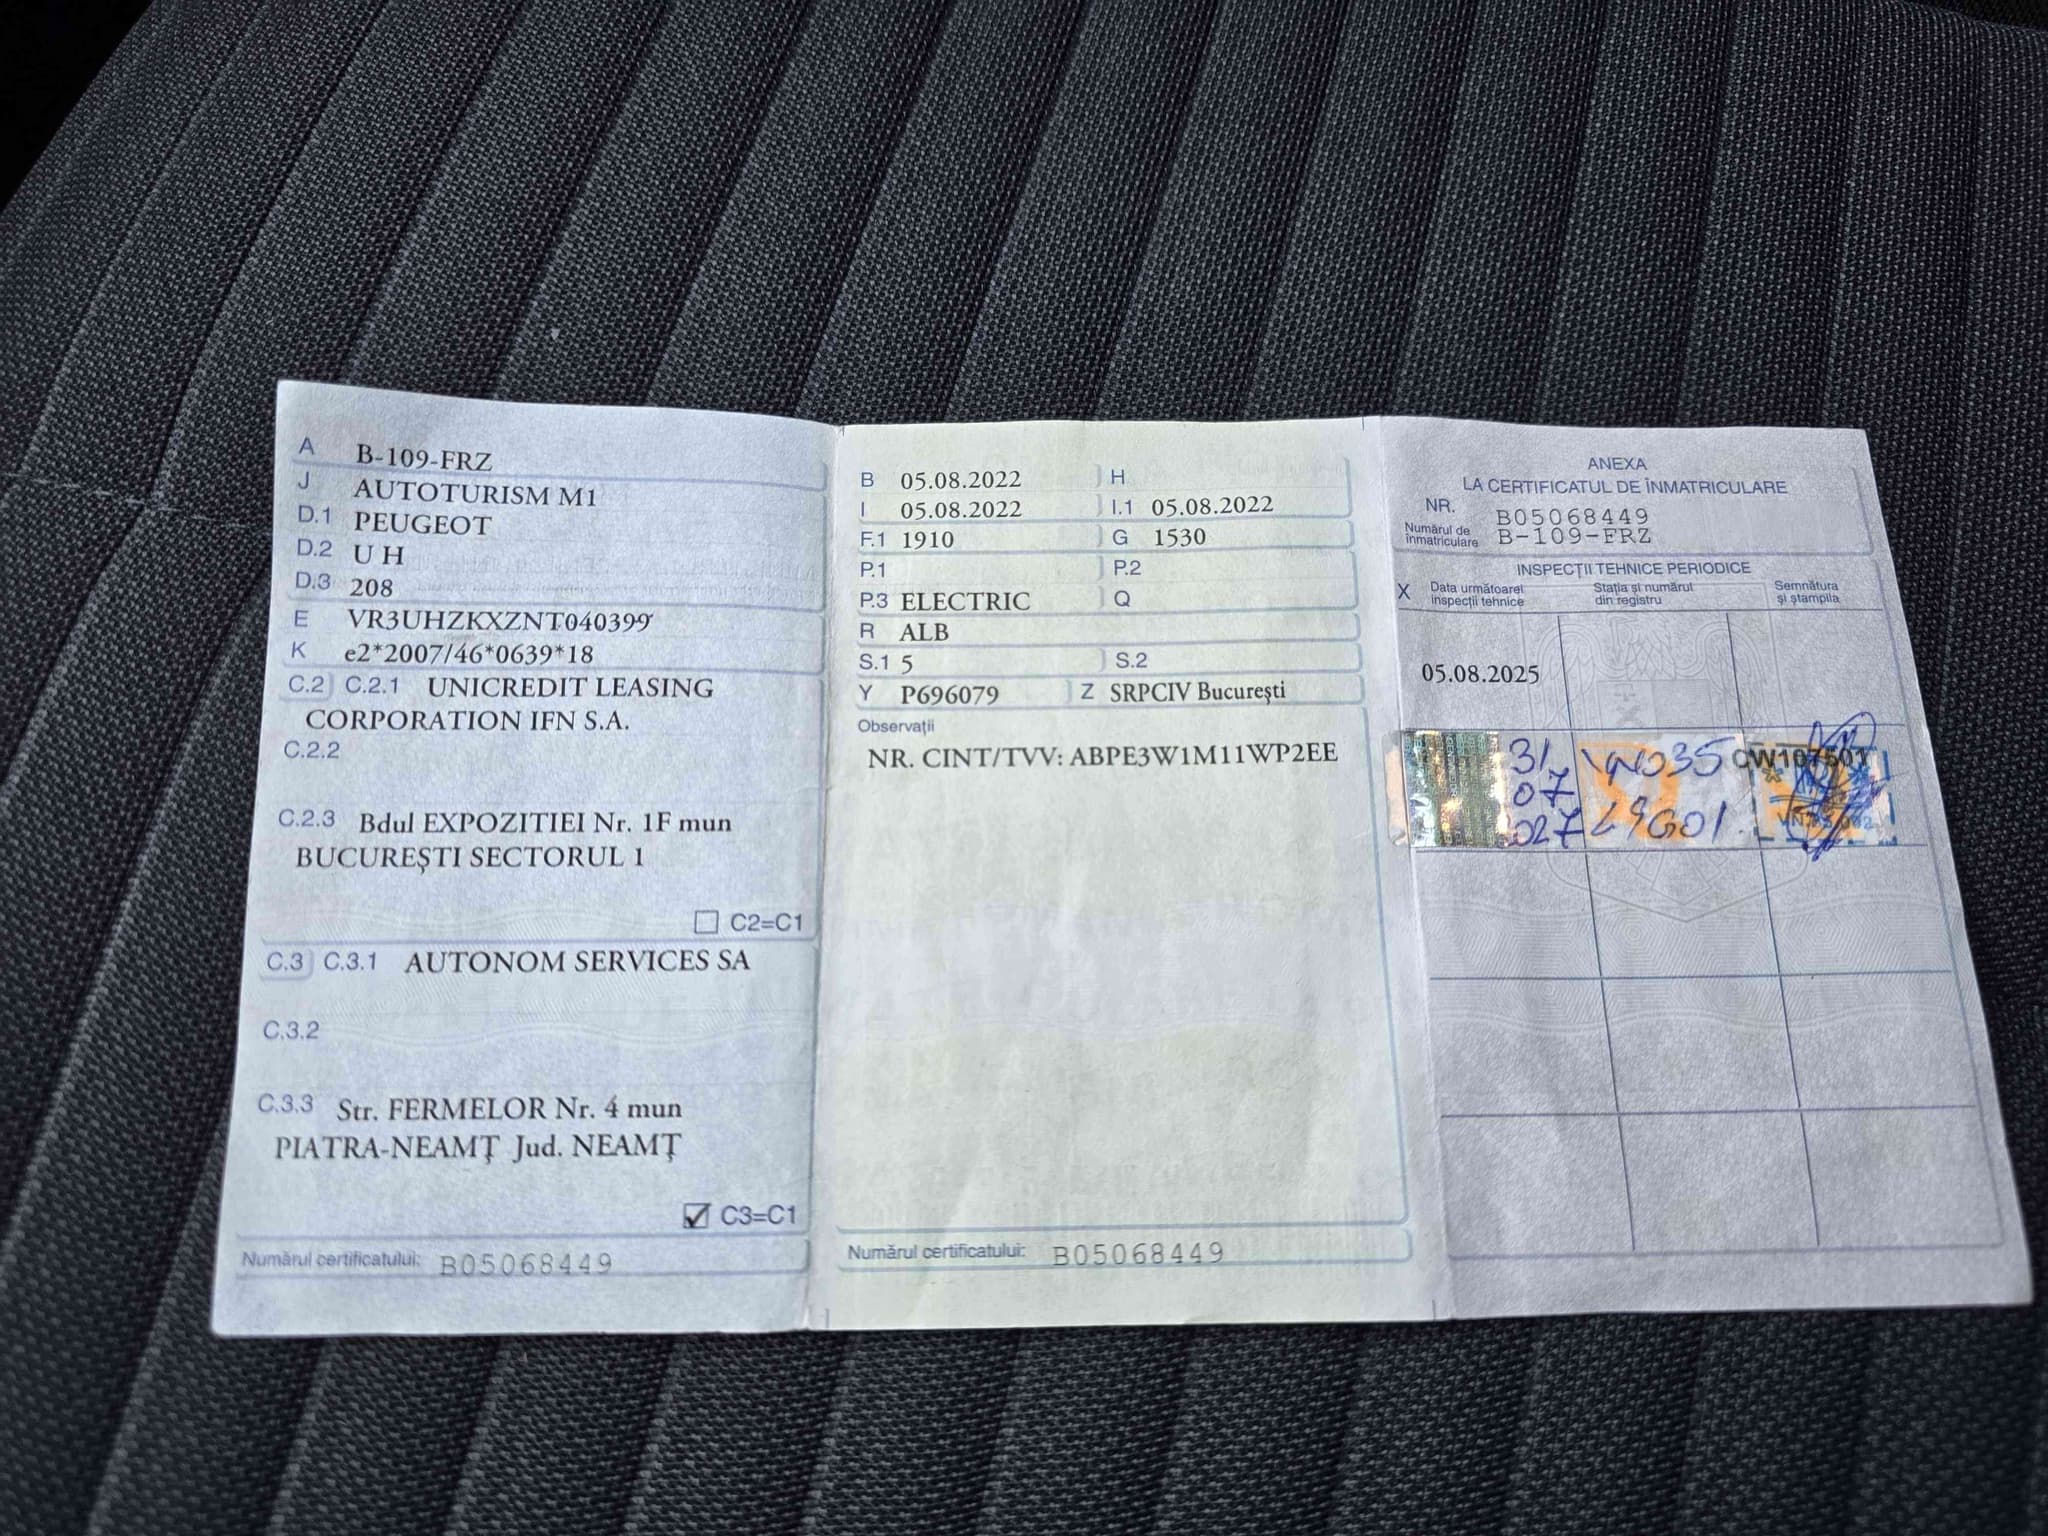 A B-109-FRZ
J AUTOTURISM M1
D.1 PEUGEOT
D.2 U H
D.3 208
E VR3UHZKXZNT040399
K e2*2007/46*0639*18
C.2 C.2.1 UNICREDIT LEASING
CORPORATION IFN S.A.
C.2.2
C.2.3 Bdul EXPOZITIEI Nr. 1F mun
BUCUREȘTI SECTORUL 1
C2=C1
C.3 C.3.1 AUTONOM SERVICES SA
C.3.2
C.3.3 Str. FERMELOR Nr. 4 mun
PIATRA-NEAMȚ Jud. NEAMȚ
C3=C1
Numărul certificatului: B05068449
B 05.08.2022 H
I 05.08.2022 I.1 05.08.2022
F.1 1910 G 1530
P.1 P.2
P.3 ELECTRIC Q
R ALB
S.1 5 S.2
Y P696079 Z SRPCIV București
Observații
NR. CINT/TVV: ABPE3W1M11WP2EE
Numărul certificatului: B05068449
ANEXA
LA CERTIFICATUL DE ÎNMATRICULARE
NR. B05068449
Numărul de
înmatriculare B-109-FRZ
INSPECȚII TEHNICE PERIODICE
X Data următoarei
inspecții tehnice
Stația și numărul
din registru
Semnătura
și ștampila
05.08.2025
31
07
027
CW107501